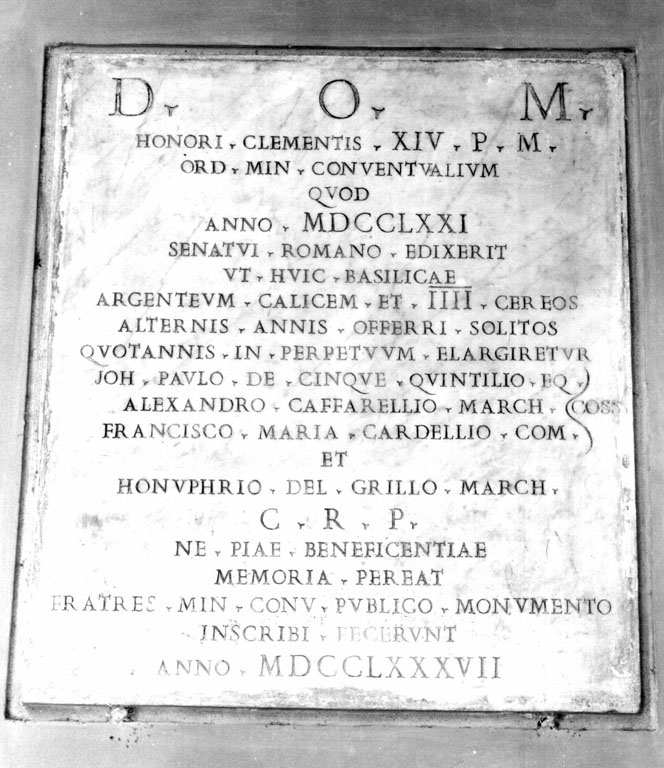 D. O. M.
HONORI. CLEMENTIS. XIV. P. M.
ORD. MIN. CONVENTVALIVM
QVOD
ANNO. MDCCLXXI
SENATVI. ROMANO. EDIXERIT
VT. HVIC. BASILICAE
ARGENTEVM. CALICEM. ET. IIII. CEREOS
ALTERNIS. ANNIS. OFFERRI. SOLITOS
QVOTANNIS. IN. PERPETVVM. ELARGIRETVR
JOH. PAVLO. DE. CINQVE. QVINTILIO. EQ.
ALEXANDRO. CAFFARELLIO. MARCH. COSS
FRANCISCO. MARIA. CARDELLIO. COM.
ET
HONVPHRIO. DEL. GRILLO. MARCH.
C. R. P.
NE. PIAE. BENEFICENTIAE
MEMORIA. PEREAT
FRATRES. MIN. CONV. PVBLICO. MONVMENTO
INSCRIBI. FECERVNT
ANNO. MDCCLXXXVII